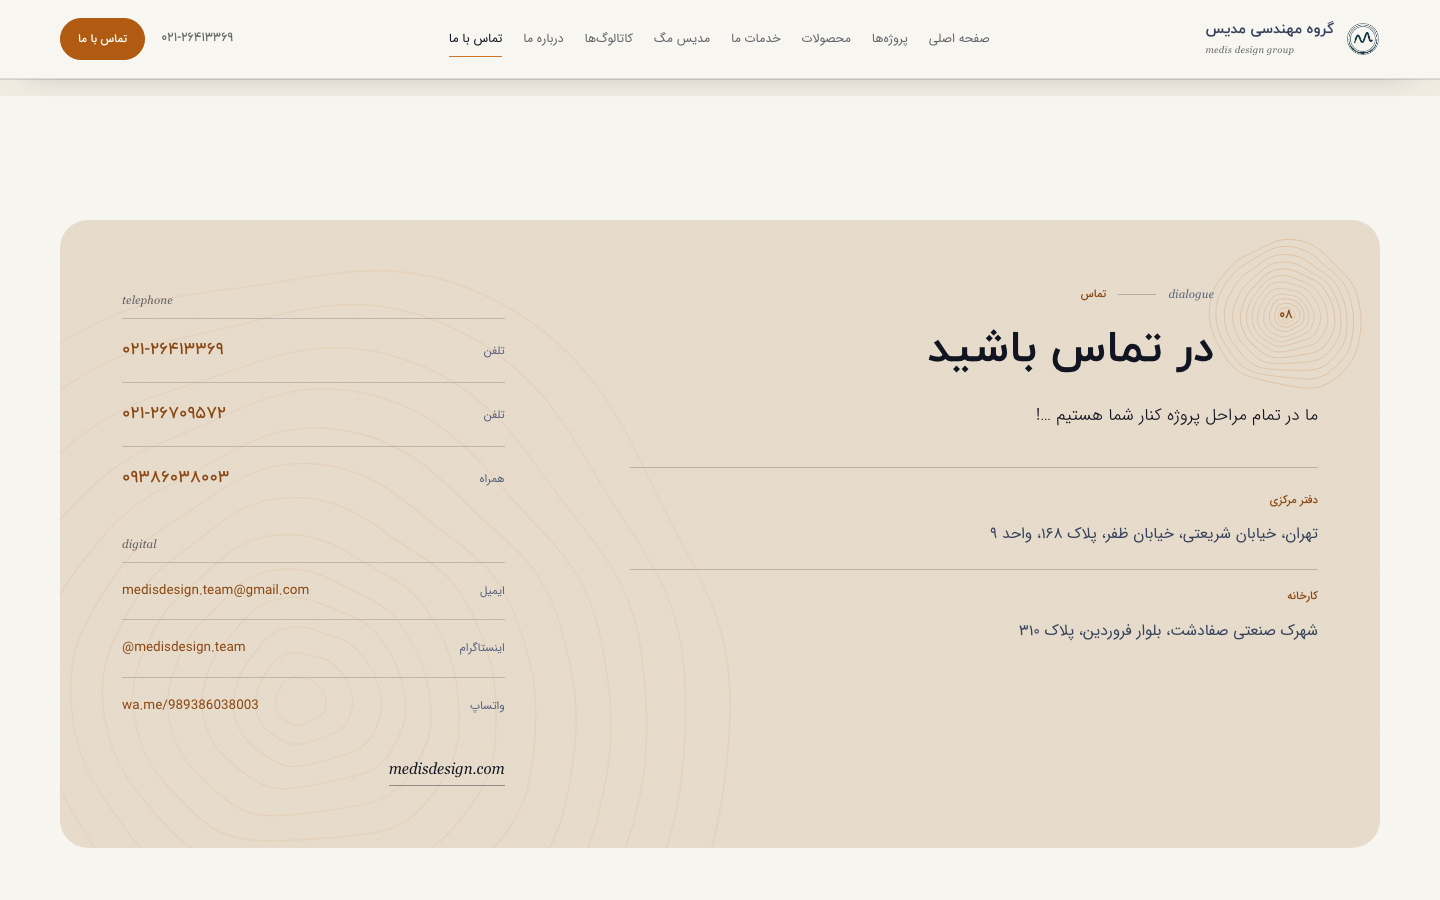 گروه مهندسی مدیس
medis design group
صفحه اصلی
پروژه‌ها
محصولات
خدمات ما
مدیس مگ
کاتالوگ‌ها
درباره ما
تماس با ما
۰۲۱-۲۶۴۱۳۳۶۹
تماس با ما
۰۸
dialogue
تماس
در تماس باشید
ما در تمام مراحل پروژه کنار شما هستیم ...!
دفتر مرکزی
تهران، خیابان شریعتی، خیابان ظفر، پلاک ۱۶۸، واحد ۹
کارخانه
شهرک صنعتی صفادشت، بلوار فروردین، پلاک ۳۱۰
telephone
تلفن
۰۲۱-۲۶۴۱۳۳۶۹
تلفن
۰۲۱-۲۶۷۰۹۵۷۲
همراه
۰۹۳۸۶۰۳۸۰۰۳
digital
ایمیل
medisdesign.team@gmail.com
اینستاگرام
@medisdesign.team
واتساپ
wa.me/989386038003
medisdesign.com